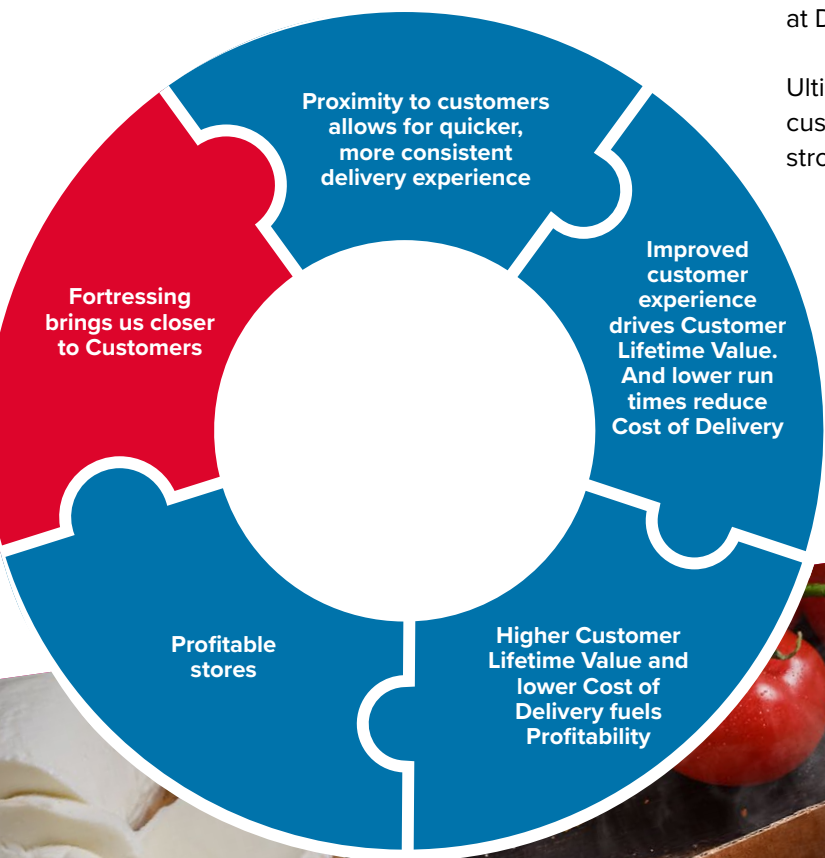 at D
Ulti
cus
stro
Proximity to customers
allows for quicker,
more consistent
delivery experience
Improved
customer
experience
drives Customer
Lifetime Value.
And lower run
times reduce
Cost of Delivery
Higher Customer
Lifetime Value and
lower Cost of
Delivery fuels
Profitability
Profitable
stores
Fortressing
brings us closer
to Customers